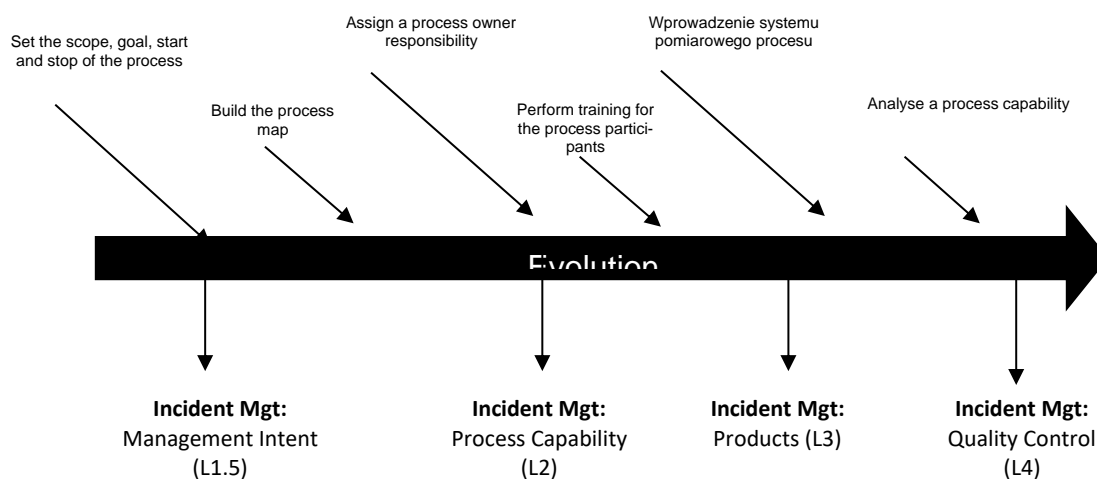 Set the scope, goal, start
and stop of the process
Build the process
map
Assign a process owner
responsibility
Perform training for
the process partici-
pants
Wprowadzenie systemu
pomiarowego procesu
Analyse a process capability
Evolution
Incident Mgt:
Management Intent
(L1.5)
Incident Mgt:
Process Capability
(L2)
Incident Mgt:
Products (L3)
Incident Mgt:
Quality Control
(L4)